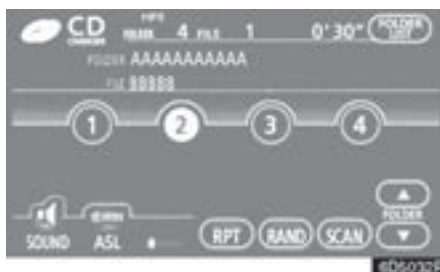 CD MP3 FOLDER 4 FILE 1 0'30" FOLDER LIST
CHANGER
FOLDER AAAAAAAAAAA
FILE BBBBB
1 2 3 4
FOLDER
SOUND ASL RPT RAND SCAN